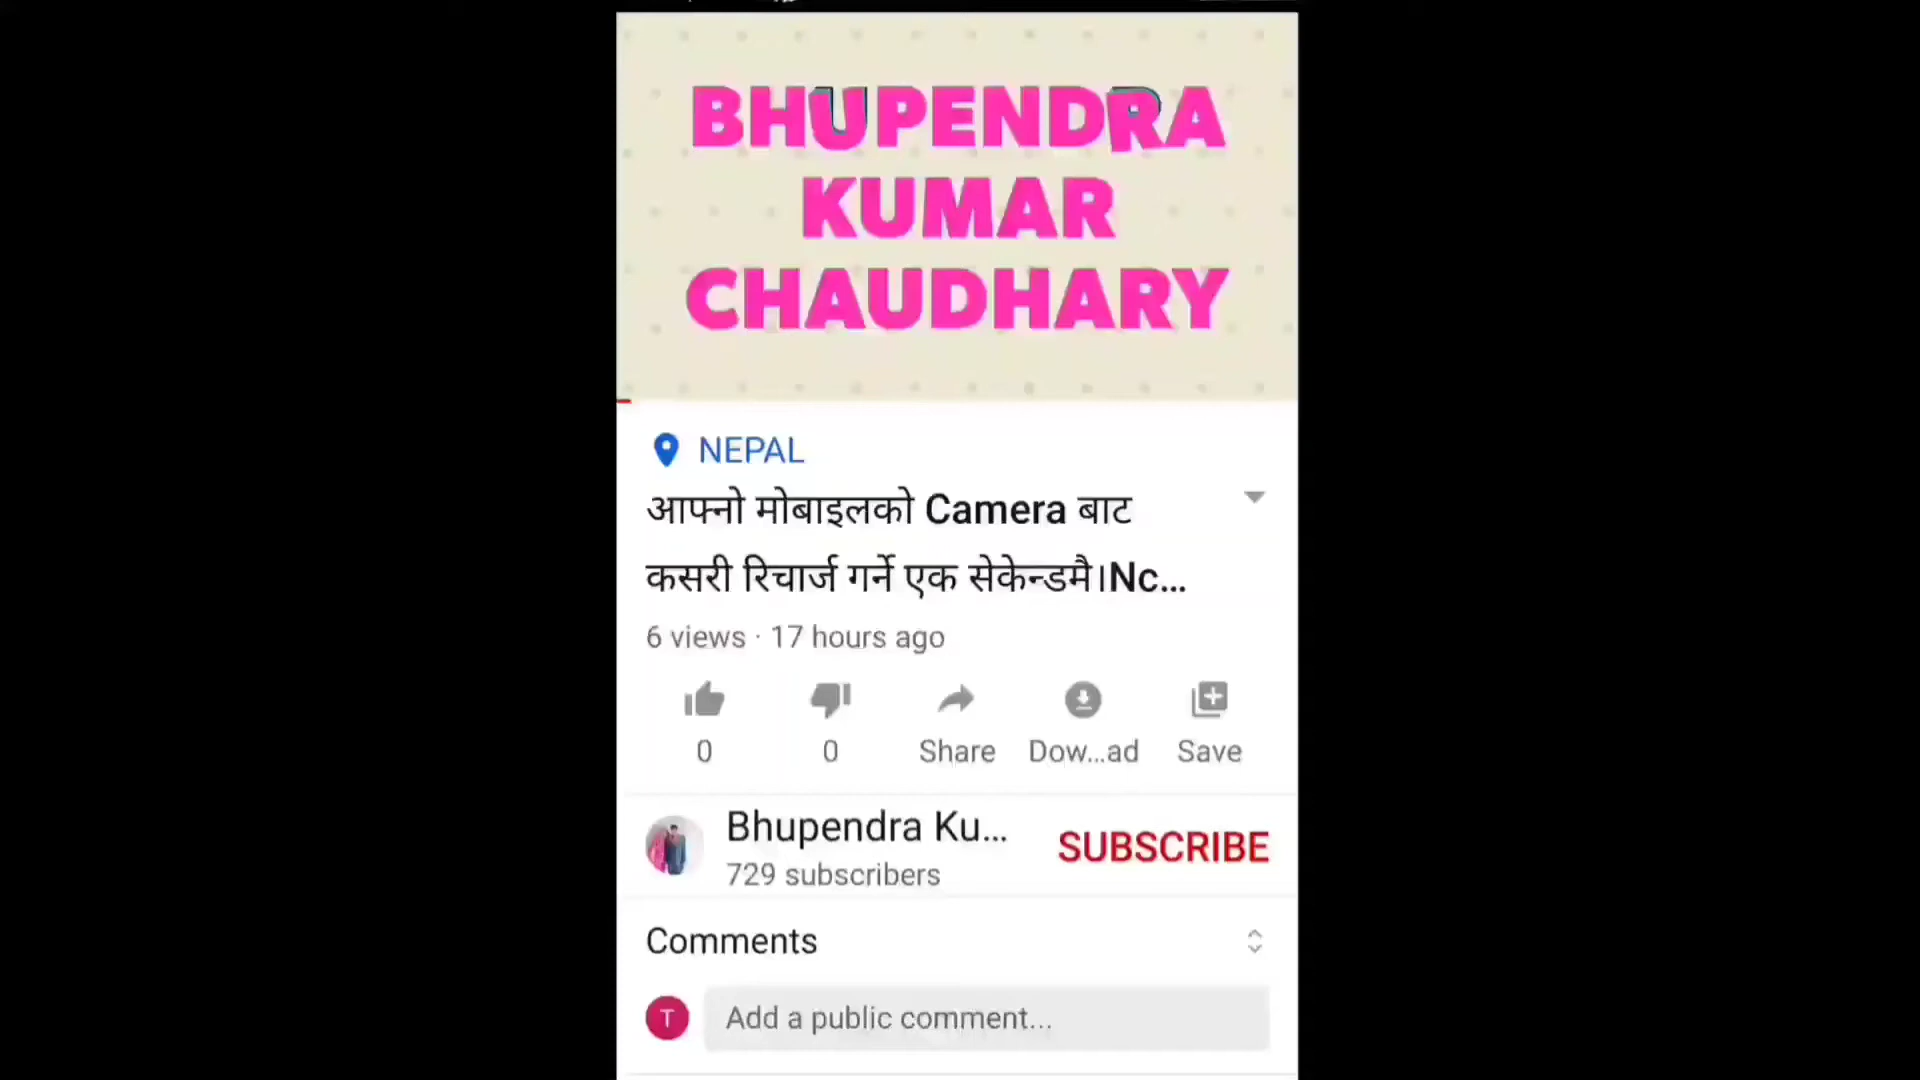 BHUPENDRA
KUMAR
CHAUDHARY
NEPAL
आफ्नो मोबाइलको Camera बाट
कसरी रिचार्ज गर्ने एक सेकेन्डमै।Nc...
6 views · 17 hours ago
0 0 Share Dow...ad Save
Bhupendra Ku...
SUBSCRIBE
729 subscribers
Comments
T
Add a public comment...